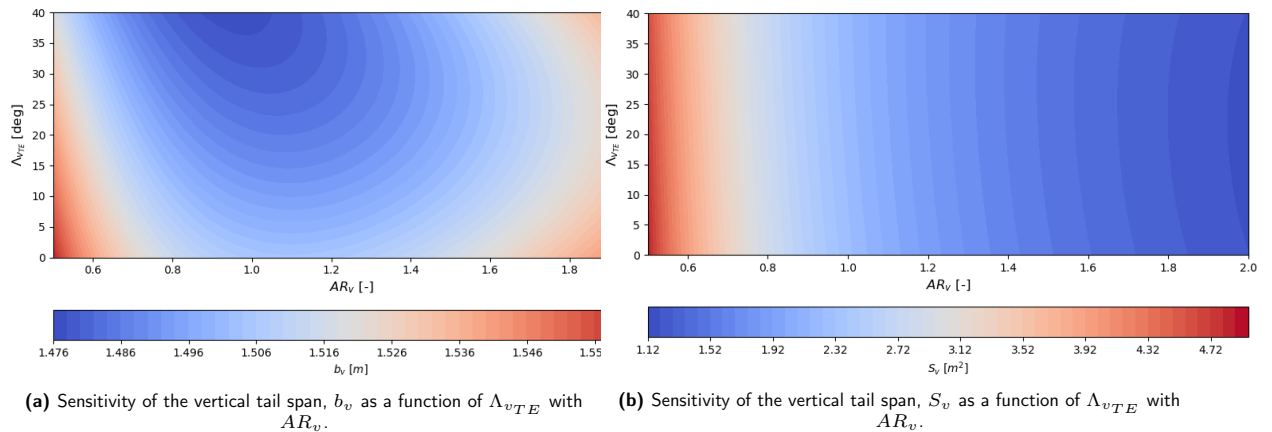 40
35
30
25
20
15
10
5
0
Λ_{v_{TE}} [deg]
0.6 0.8 1.0 1.2 1.4 1.6 1.8
AR_v [-]
1.476 1.486 1.496 1.506 1.516 1.526 1.536 1.546 1.55
b_v [m]
(a) Sensitivity of the vertical tail span, b_v as a function of Λ_{v_{TE}} with
AR_v.
40
35
30
25
20
15
10
5
0
Λ_{v_{TE}} [deg]
0.6 0.8 1.0 1.2 1.4 1.6 1.8 2.0
AR_v [-]
1.12 1.52 1.92 2.32 2.72 3.12 3.52 3.92 4.32 4.72
S_v [m²]
(b) Sensitivity of the vertical tail span, S_v as a function of Λ_{v_{TE}} with
AR_v.